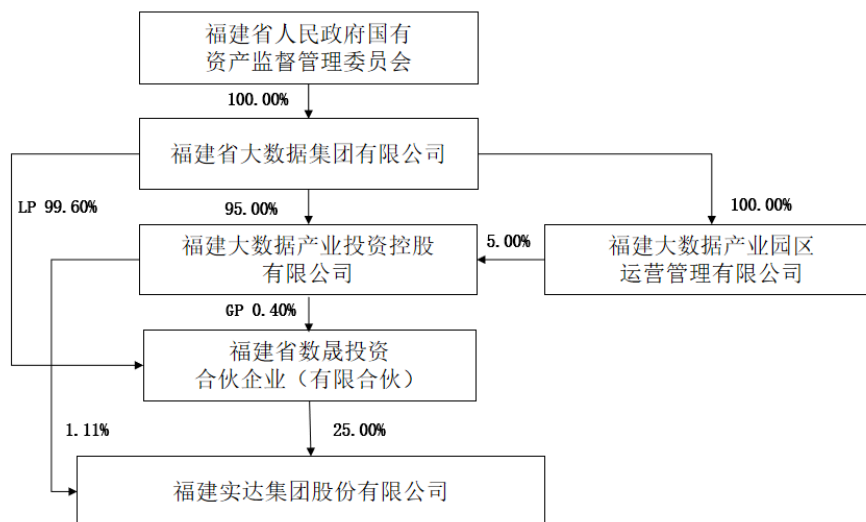 福建省人民政府国有
资产监督管理委员会
100.00%
福建省大数据集团有限公司
LP 99.60%
95.00%
100.00%
福建大数据产业投资控股
有限公司
5.00%
福建大数据产业园区
运营管理有限公司
GP 0.40%
福建省数晟投资
合伙企业（有限合伙）
1.11%
25.00%
福建实达集团股份有限公司